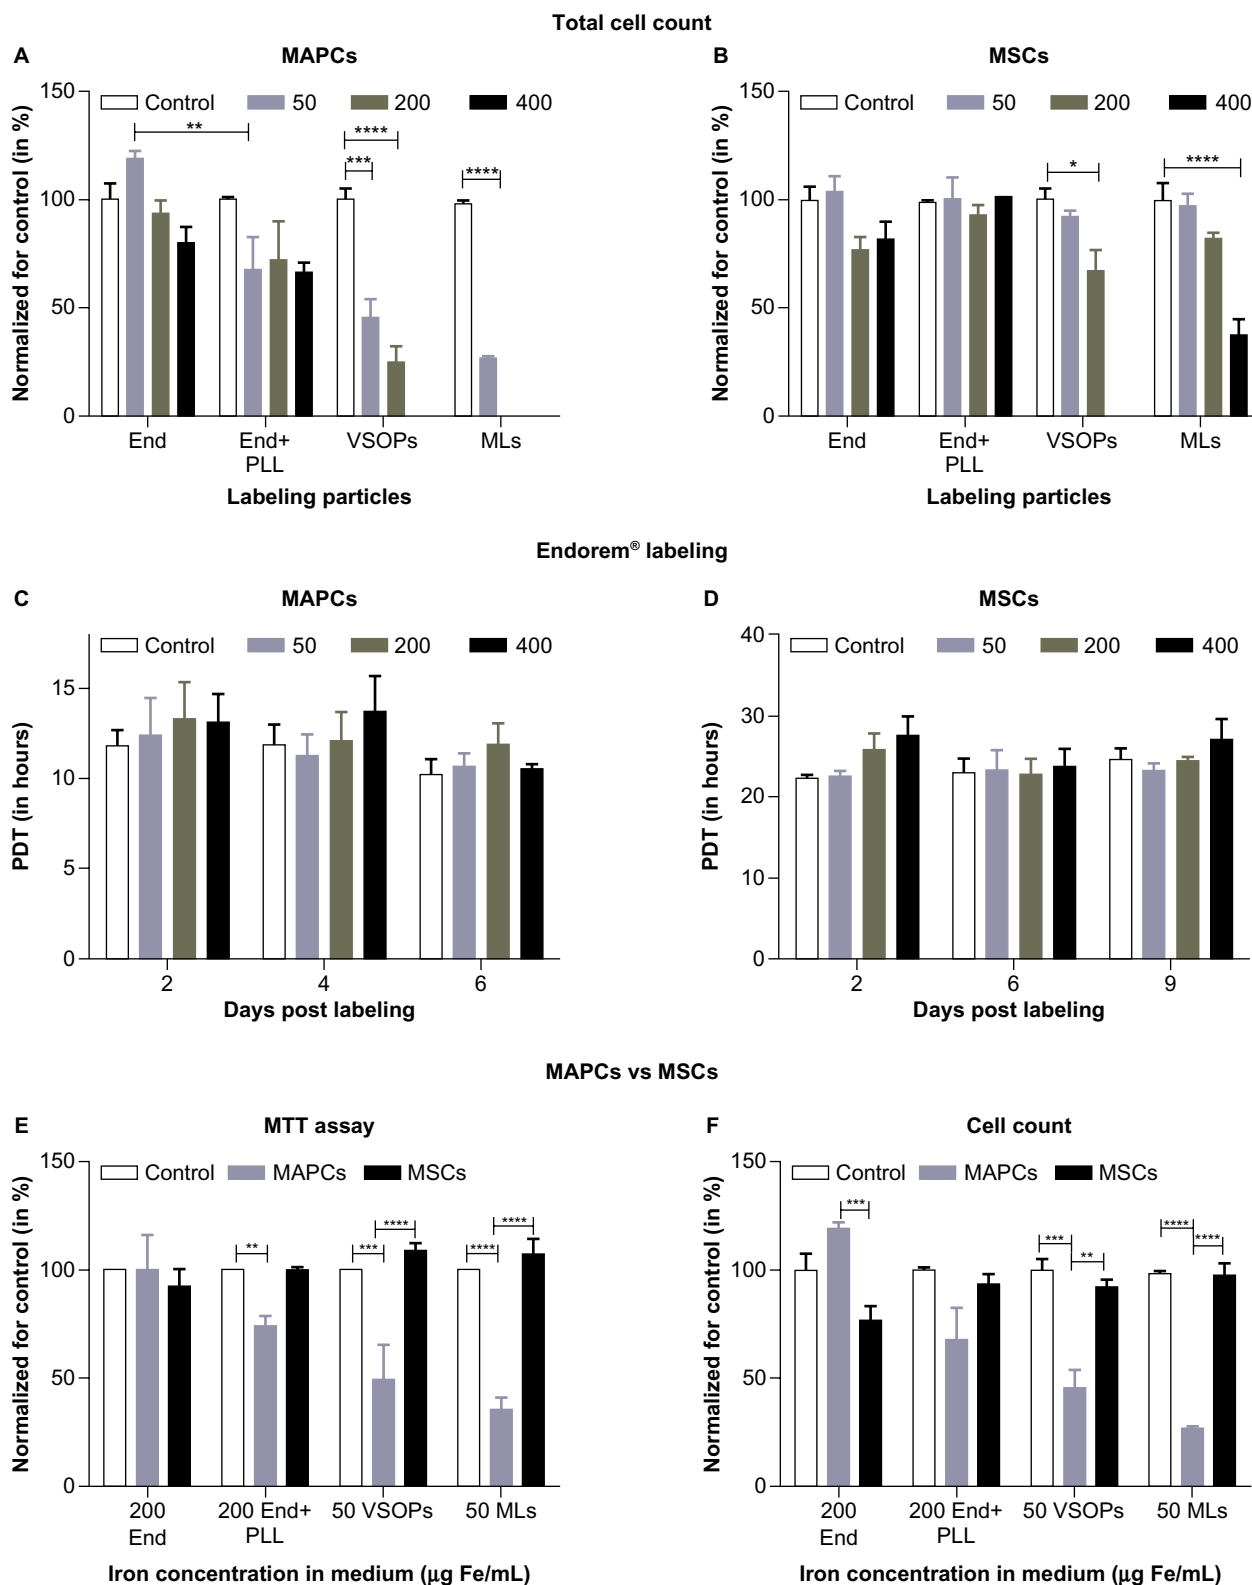 Total cell count
A
MAPCs
Control 50 200 400
Normalized for control (in %)
150
100
50
0
** *** **** ****
End End+ PLL VSOPs MLs
Labeling particles
B
MSCs
Control 50 200 400
Normalized for control (in %)
150
100
50
0
* ****
End End+ PLL VSOPs MLs
Labeling particles
Endorem® labeling
C
MAPCs
Control 50 200 400
PDT (in hours)
15
10
5
0
2 4 6
Days post labeling
D
MSCs
Control 50 200 400
PDT (in hours)
40
30
20
10
0
2 6 9
Days post labeling
MAPCs vs MSCs
E
MTT assay
Control MAPCs MSCs
Normalized for control (in %)
150
100
50
0
** *** **** **** ****
200 End 200 End+ PLL 50 VSOPs 50 MLs
Iron concentration in medium (µg Fe/mL)
F
Cell count
Control MAPCs MSCs
Normalized for control (in %)
150
100
50
0
*** *** ** **** ****
200 End 200 End+ PLL 50 VSOPs 50 MLs
Iron concentration in medium (µg Fe/mL)